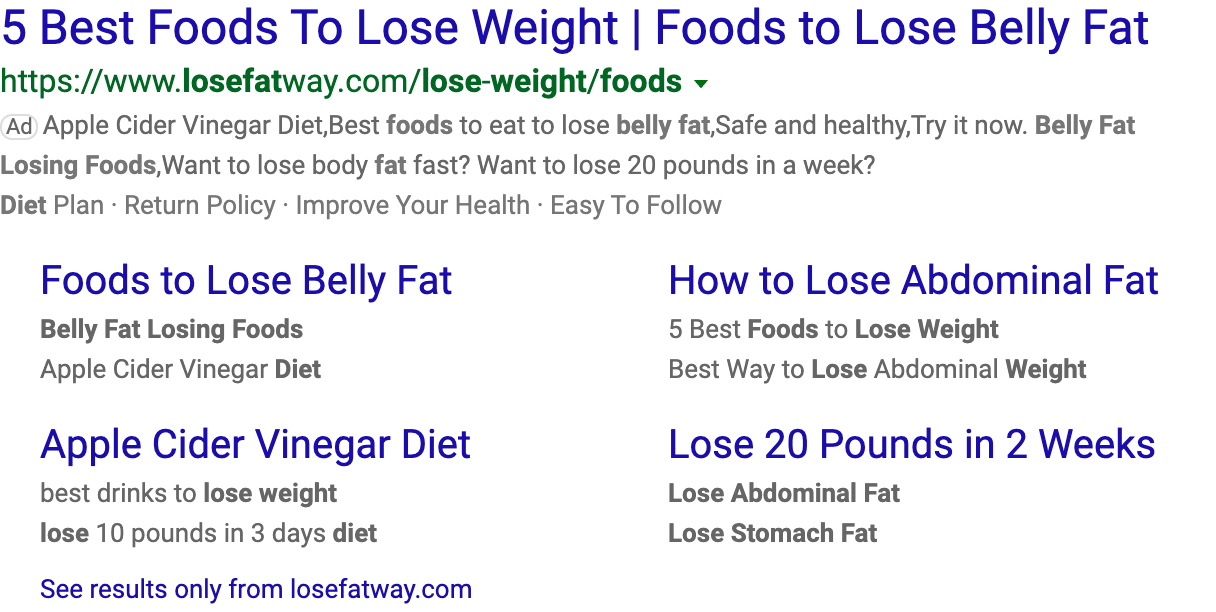 5 Best Foods To Lose Weight | Foods to Lose Belly Fat
https://www.losefatway.com/lose-weight/foods
Ad Apple Cider Vinegar Diet,Best foods to eat to lose belly fat,Safe and healthy,Try it now. Belly Fat
Losing Foods,Want to lose body fat fast? Want to lose 20 pounds in a week?
Diet Plan · Return Policy · Improve Your Health · Easy To Follow
Foods to Lose Belly Fat
Belly Fat Losing Foods
Apple Cider Vinegar Diet
How to Lose Abdominal Fat
5 Best Foods to Lose Weight
Best Way to Lose Abdominal Weight
Apple Cider Vinegar Diet
best drinks to lose weight
lose 10 pounds in 3 days diet
Lose 20 Pounds in 2 Weeks
Lose Abdominal Fat
Lose Stomach Fat
See results only from losefatway.com